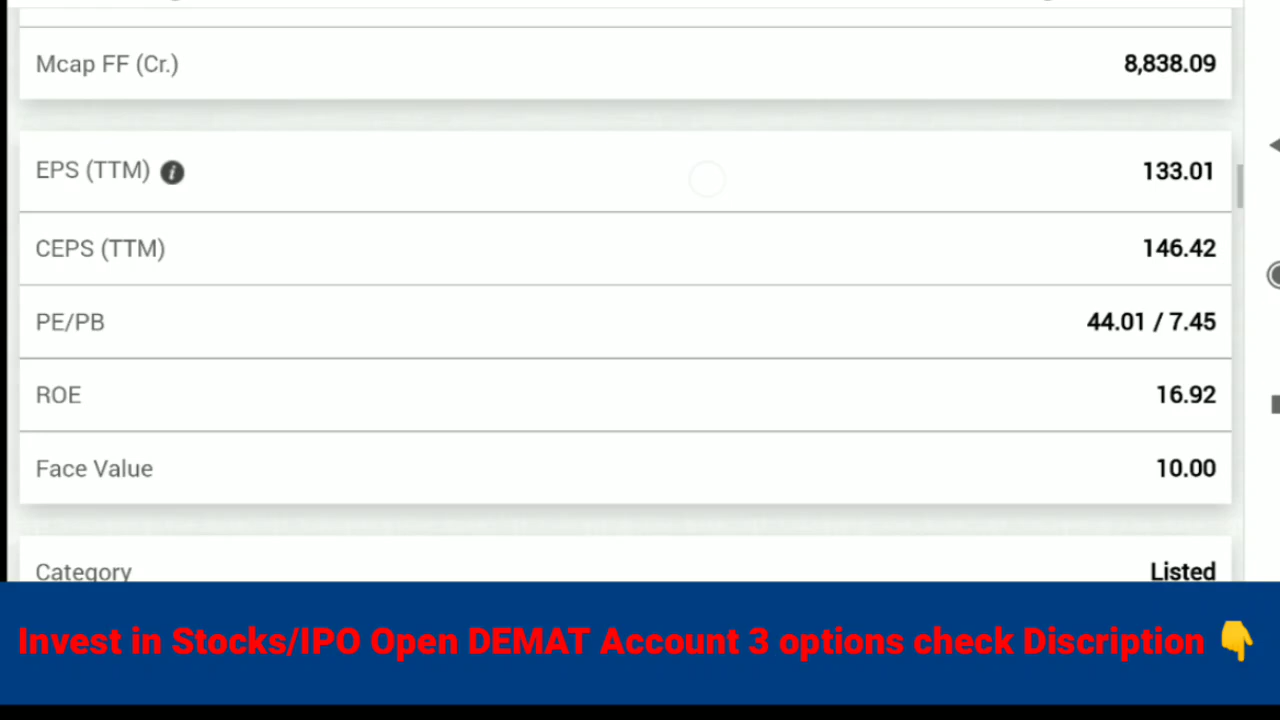 Mcap FF (Cr.) 8,838.09
EPS (TTM) i 133.01
CEPS (TTM) 146.42
PE/PB 44.01 / 7.45
ROE 16.92
Face Value 10.00
Category Listed
Invest in Stocks/IPO Open DEMAT Account 3 options check Discription 👇